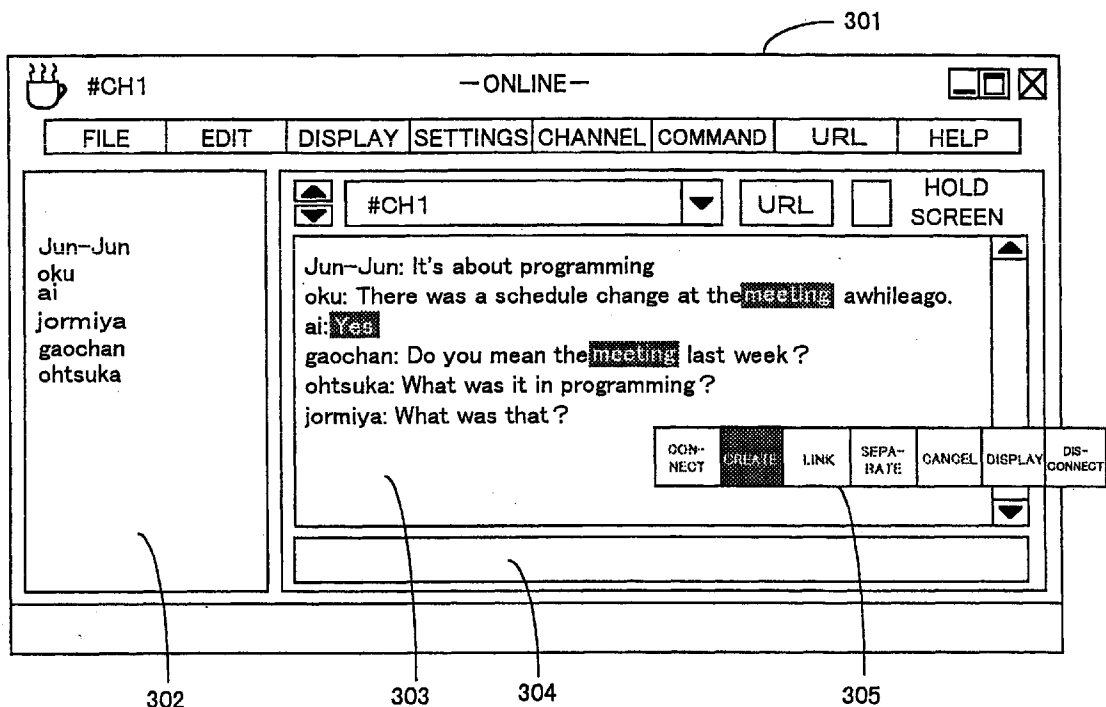 301
#CH1 —ONLINE—
FILE EDIT DISPLAY SETTINGS CHANNEL COMMAND URL HELP
#CH1 URL HOLD SCREEN
Jun-Jun
oku
ai
jormiya
gaochan
ohtsuka
Jun-Jun: It's about programming
oku: There was a schedule change at the meeting awhileago.
ai: Yes
gaochan: Do you mean the meeting last week?
ohtsuka: What was it in programming?
jormiya: What was that?
CON-NECT CREATE LINK SEPA-RATE CANCEL DISPLAY DIS-CONNECT
302 303 304 305